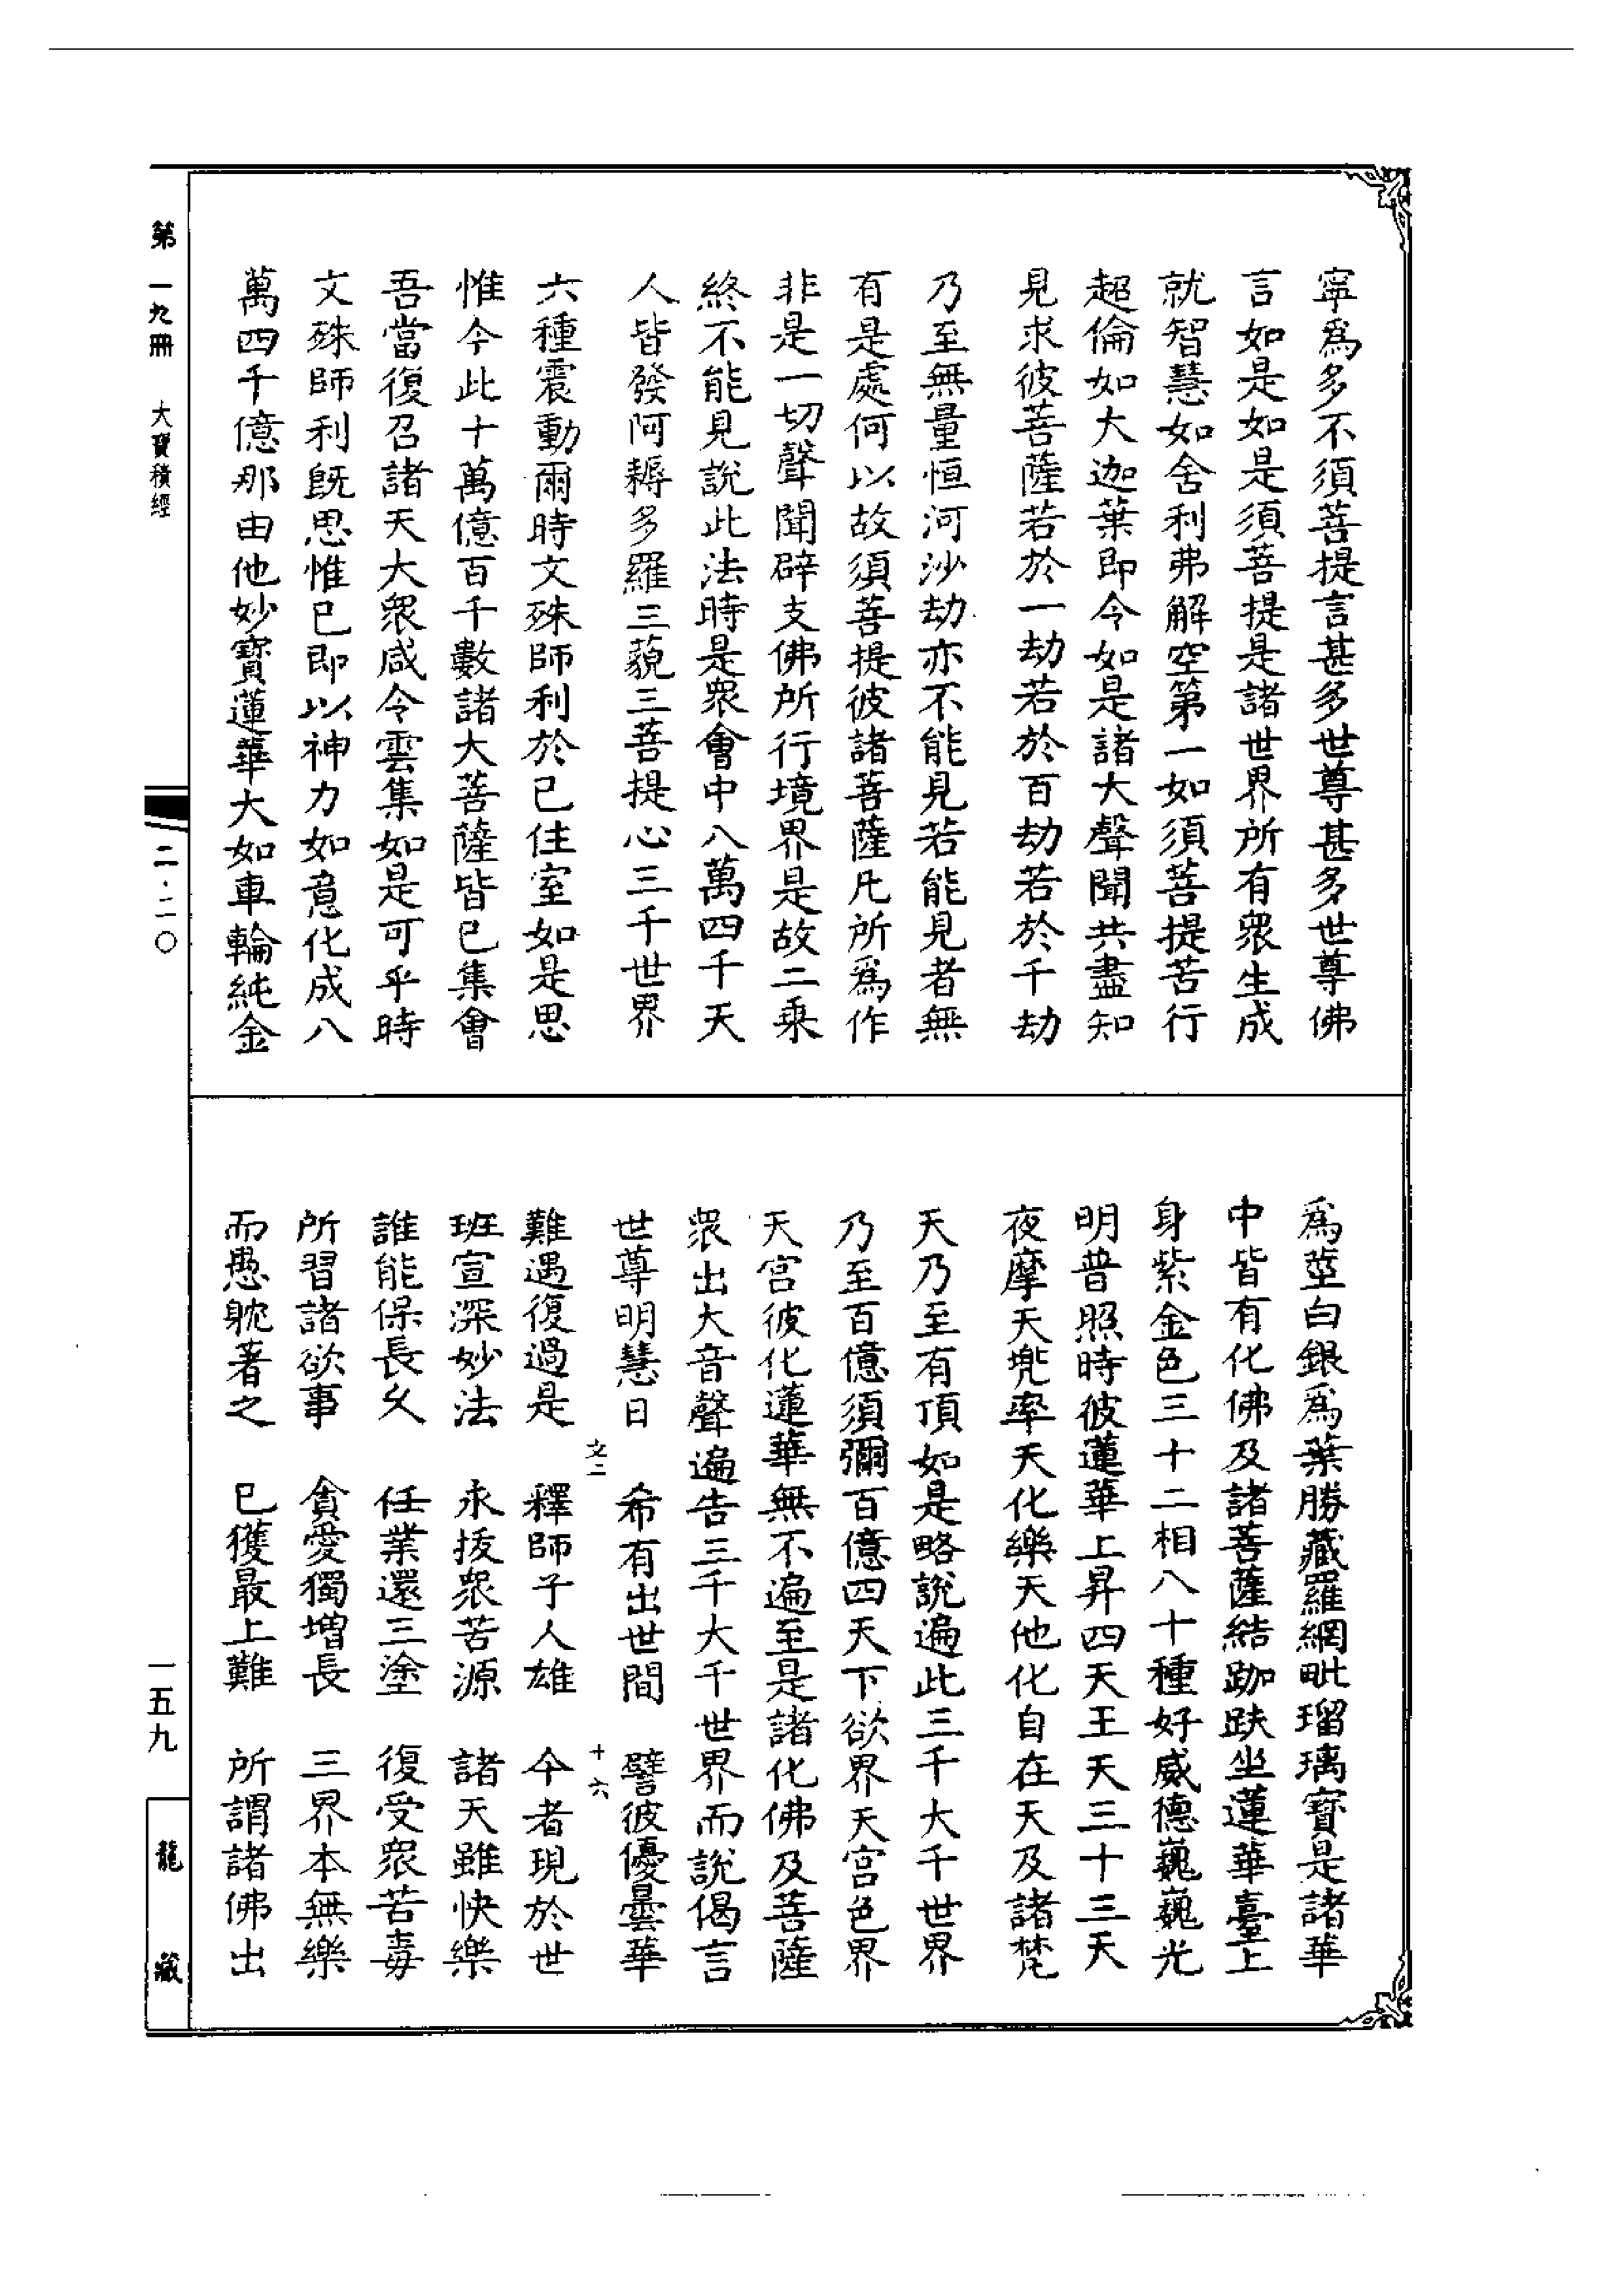 寧爲多不須菩提言甚多世尊甚多世尊佛
言如是如是須菩提是諸世界所有衆生成
就智慧如舍利弗解空第一如須菩提苦行
超倫如大迦葉即今如是諸大聲聞共盡知
見求彼菩薩若於一劫若於百劫若於千劫
乃至無量恒河沙劫亦不能見若能見者無
有是處何以故須菩提彼諸菩薩凡所爲作
非是一切聲聞辟支佛所行境界是故二乘
終不能見說此法時是衆會中八萬四千天
人皆發阿耨多羅三藐三菩提心三千世界
六種震動爾時文殊師利於已住室如是思
惟今此十萬億百千數諸大菩薩皆已集會
吾當復召諸天大衆咸令雲集如是可乎時
文殊師利既思惟已即以神力如意化成八
萬四千億那由他妙寶蓮華大如車輪純金
爲莖白銀爲葉勝藏羅網毗瑠璃寶是諸華
中皆有化佛及諸菩薩結跏趺坐蓮華臺上
身紫金色三十二相八十種好威德巍巍光
明普照時彼蓮華上昇四天王天三十三天
夜摩天兜率天化樂天他化自在天及諸梵
天乃至有頂如是略說遍此三千大千世界
乃至百億須彌百億四天下欲界天宮色界
天宮彼化蓮華無不遍至是諸化佛及菩薩
衆出大音聲遍告三千大千世界而說偈言
世尊明慧日 希有出世間 譬彼優曇華
文二 十六
難遇復過是 釋師子人雄 今者現於世
班宣深妙法 永拔衆苦源 諸天雖快樂
誰能保長久 任業還三塗 復受衆苦毒
所習諸欲事 貪愛獨增長 三界本無樂
而愚躭著之 已獲最上難 所謂諸佛出
第一九冊 大寶積經
二·二〇
一五九
龍藏